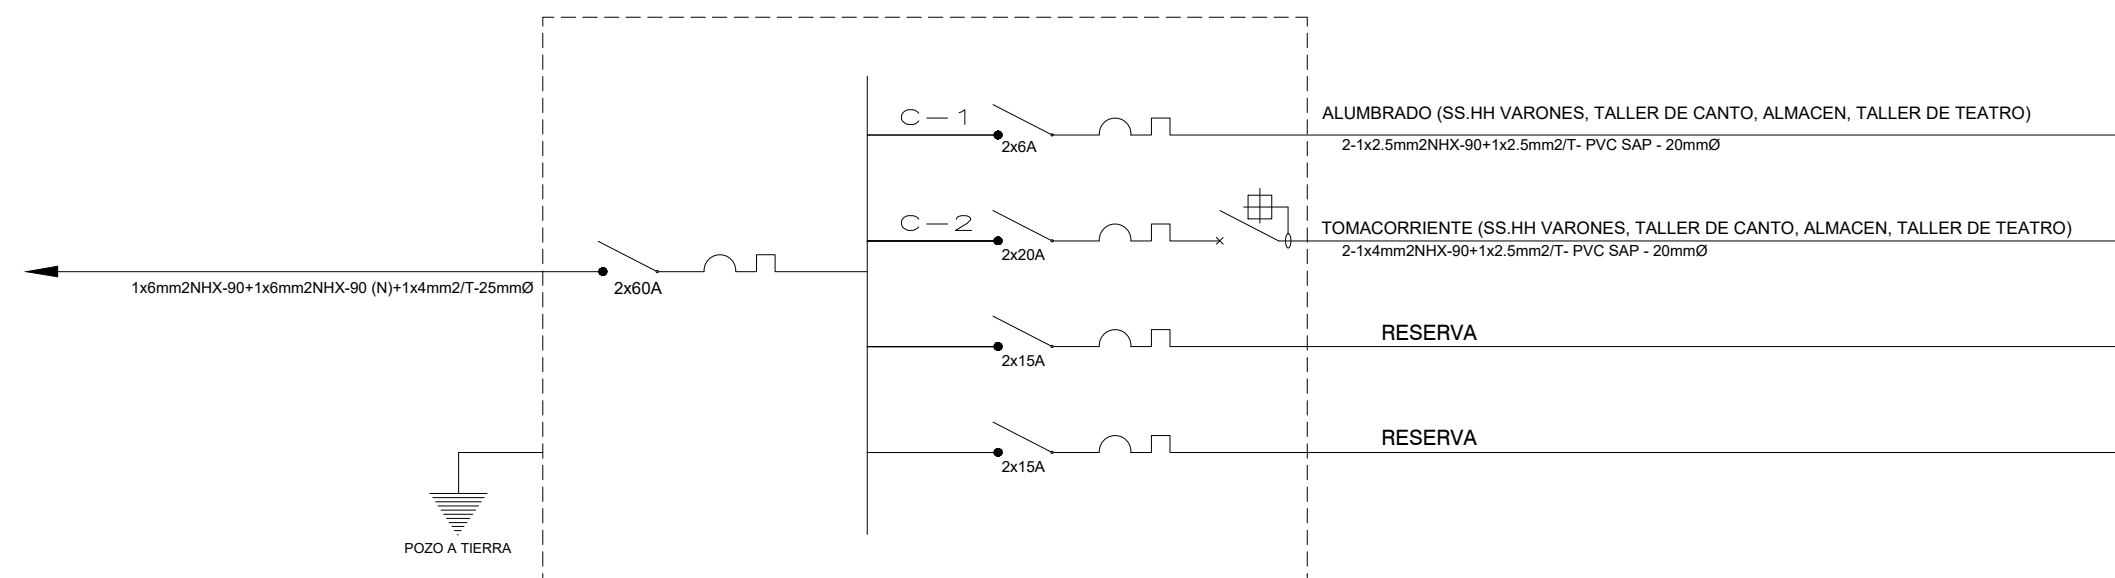 C-1
2x6A
ALUMBRADO (SS.HH VARONES, TALLER DE CANTO, ALMACEN, TALLER DE TEATRO)
2-1x2.5mm2NHX-90+1x2.5mm2/T- PVC SAP - 20mmØ
C-2
2x20A
TOMACORRIENTE (SS.HH VARONES, TALLER DE CANTO, ALMACEN, TALLER DE TEATRO)
2-1x4mm2NHX-90+1x2.5mm2/T- PVC SAP - 20mmØ
1x6mm2NHX-90+1x6mm2NHX-90 (N)+1x4mm2/T-25mmØ
2x60A
RESERVA
2x15A
RESERVA
2x15A
POZO A TIERRA